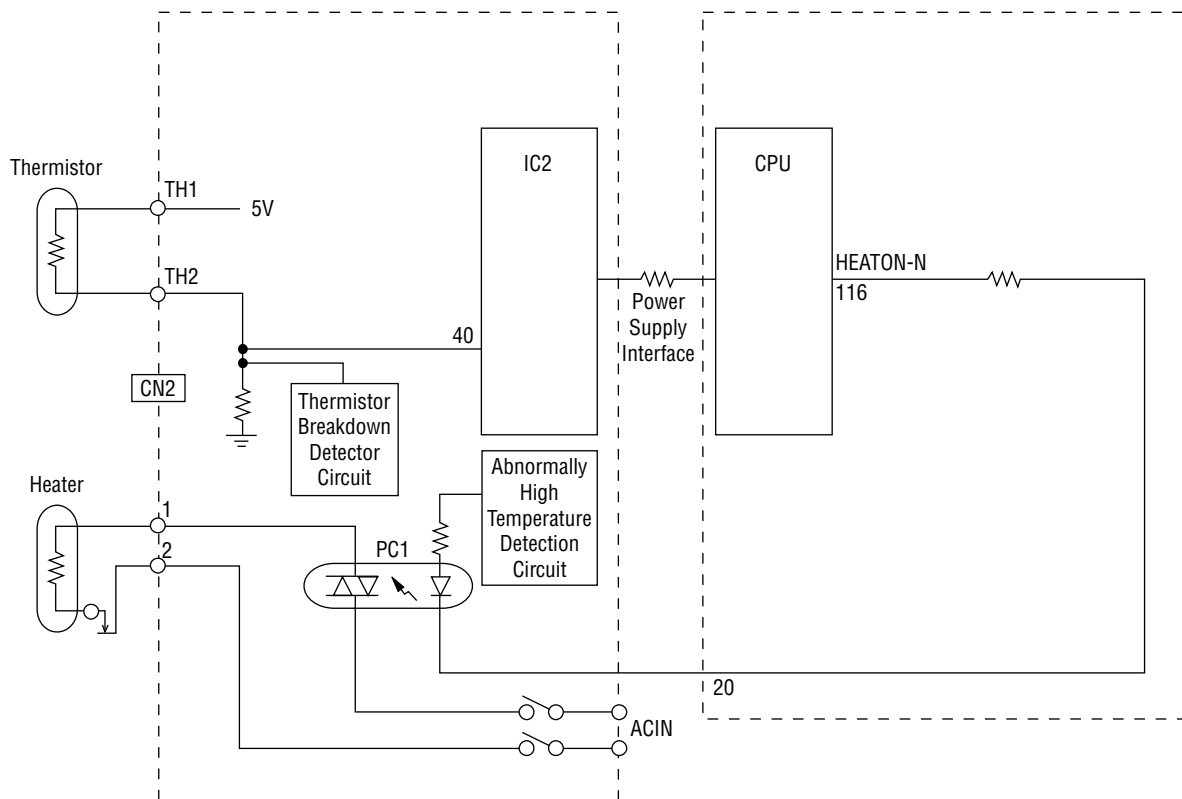 Thermistor
TH1
5V
TH2
IC2
CPU
HEATON-N
116
Power
Supply
Interface
40
CN2
Thermistor
Breakdown
Detector
Circuit
Abnormally
High
Temperature
Detection
Circuit
Heater
1
2
PC1
20
ACIN